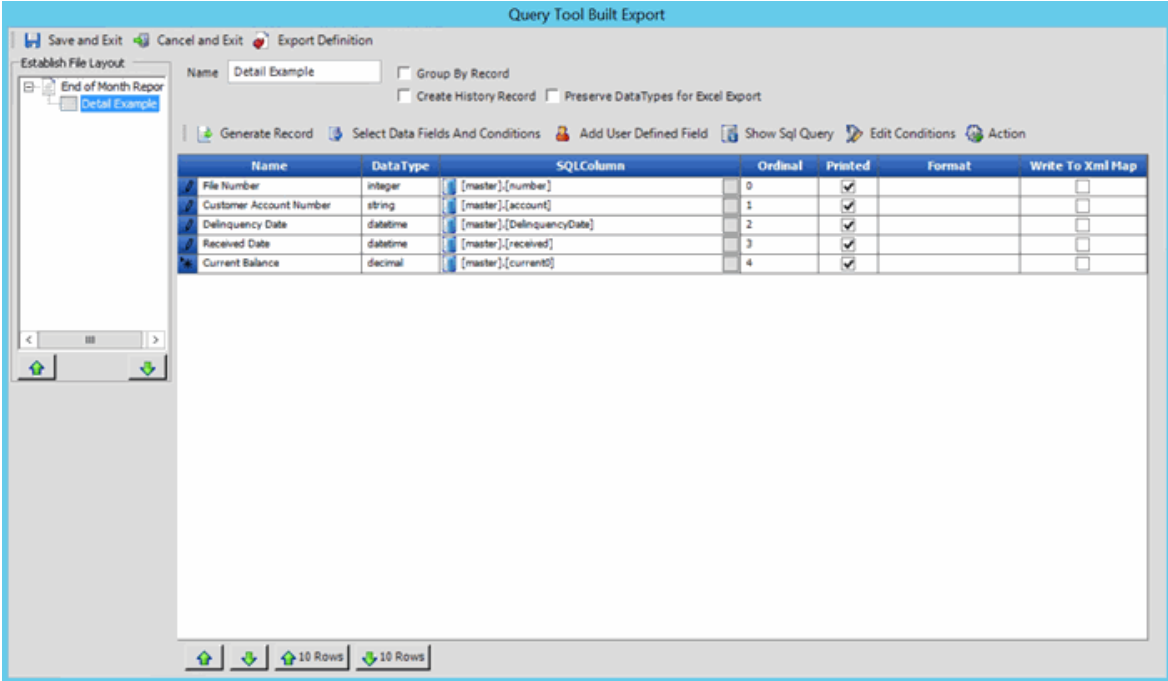 Query Tool Built Export
Save and Exit Cancel and Exit Export Definition
Establish File Layout
End of Month Repor
Detail Example
Name Detail Example Group By Record
Create History Record Preserve DataTypes for Excel Export
Generate Record Select Data Fields And Conditions Add User Defined Field Show Sql Query Edit Conditions Action
Name DataType SQLColumn Ordinal Printed Format Write To Xml Map
File Number integer [master].[number] 0
Customer Account Number string [master].[account] 1
Delinquency Date datetime [master].[DelinquencyDate] 2
Received Date datetime [master].[received] 3
Current Balance decimal [master].[current0] 4
10 Rows 10 Rows